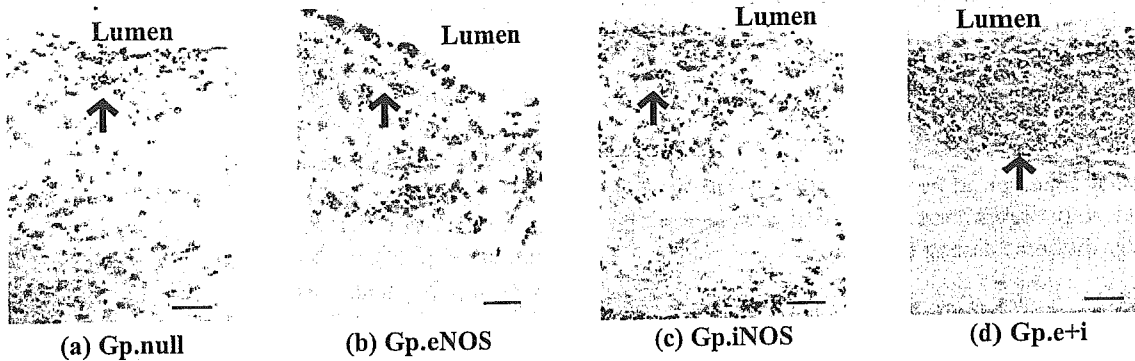 Lumen
Lumen
Lumen
Lumen
(a) Gp.null
(b) Gp.eNOS
(c) Gp.iNOS
(d) Gp.e+i